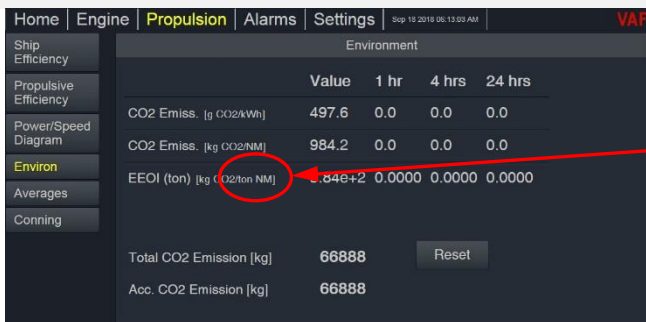 Home Engine Propulsion Alarms Settings Sep 18 2018 06:13:03 AM VAF
Ship Efficiency
Environment
Propulsive Efficiency
Value 1 hr 4 hrs 24 hrs
Power/Speed Diagram
CO2 Emiss. [g CO2/kWh] 497.6 0.0 0.0 0.0
CO2 Emiss. [kg CO2/NM] 984.2 0.0 0.0 0.0
Environ
EEOI (ton) [kg CO2/ton NM] 0.0000 0.0000 0.0000
Averages
Conning
Total CO2 Emission [kg] 66888 Reset
Acc. CO2 Emission [kg] 66888